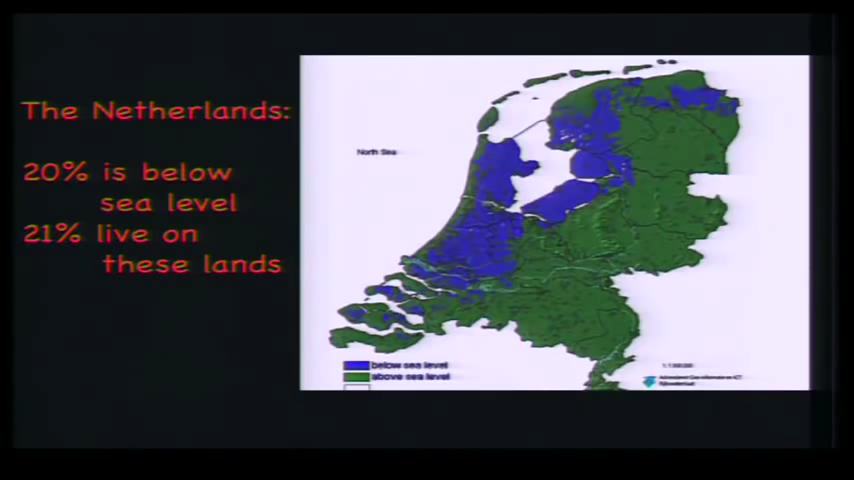 The Netherlands:
20% is below
sea level
21% live on
these lands
North Sea
below sea level
above sea level